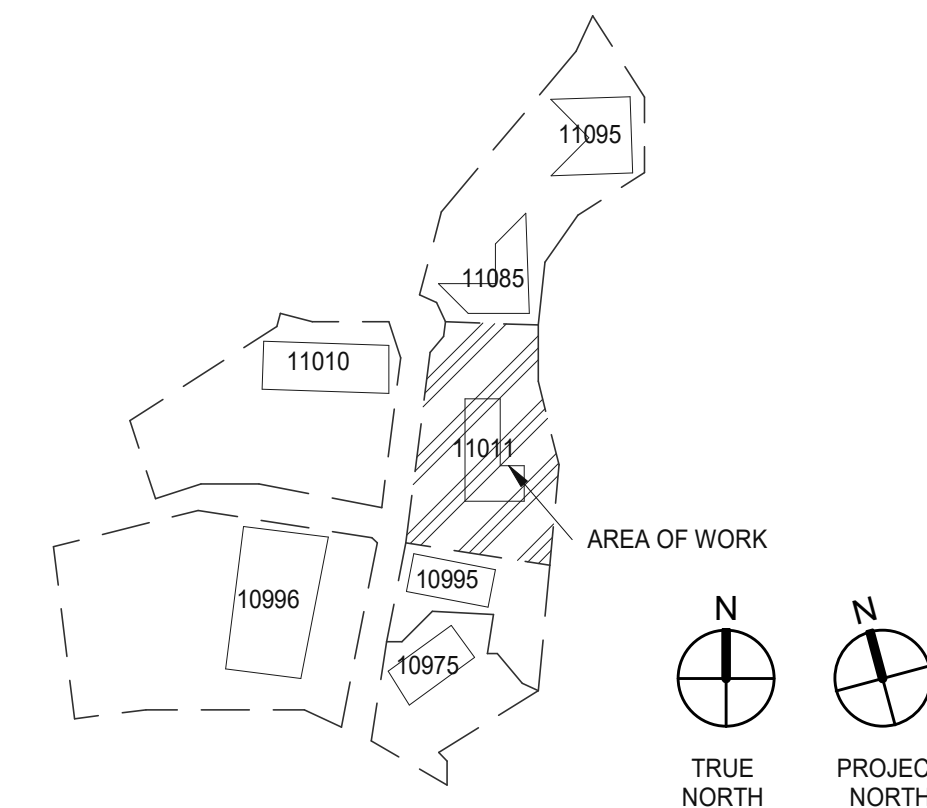 11095
11085
11010
11011
AREA OF WORK
10995
10996
10975
N
N
TRUE
NORTH
PROJEC
NORTH